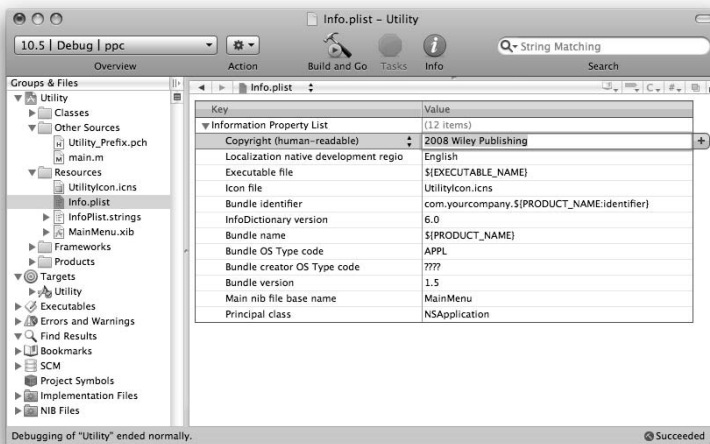 Info.plist – Utility
10.5 | Debug | ppc
String Matching
Overview
Action
Build and Go
Tasks
Info
Search
Groups & Files
Utility
Classes
Other Sources
Utility_Prefix.pch
main.m
Resources
UtilityIcon.icns
Info.plist
InfoPlist.strings
MainMenu.xib
Frameworks
Products
Targets
Utility
Executables
Errors and Warnings
Find Results
Bookmarks
SCM
Project Symbols
Implementation Files
NIB Files
Info.plist
C
#
Key Value
Information Property List (12 items)
Copyright (human-readable) 2008 Wiley Publishing
Localization native development regio English
Executable file ${EXECUTABLE_NAME}
Icon file UtilityIcon.icns
Bundle identifier com.yourcompany.${PRODUCT_NAME:identifier}
InfoDictionary version 6.0
Bundle name ${PRODUCT_NAME}
Bundle OS Type code APPL
Bundle creator OS Type code ????
Bundle version 1.5
Main nib file base name MainMenu
Principal class NSApplication
Debugging of “Utility” ended normally.
Succeeded